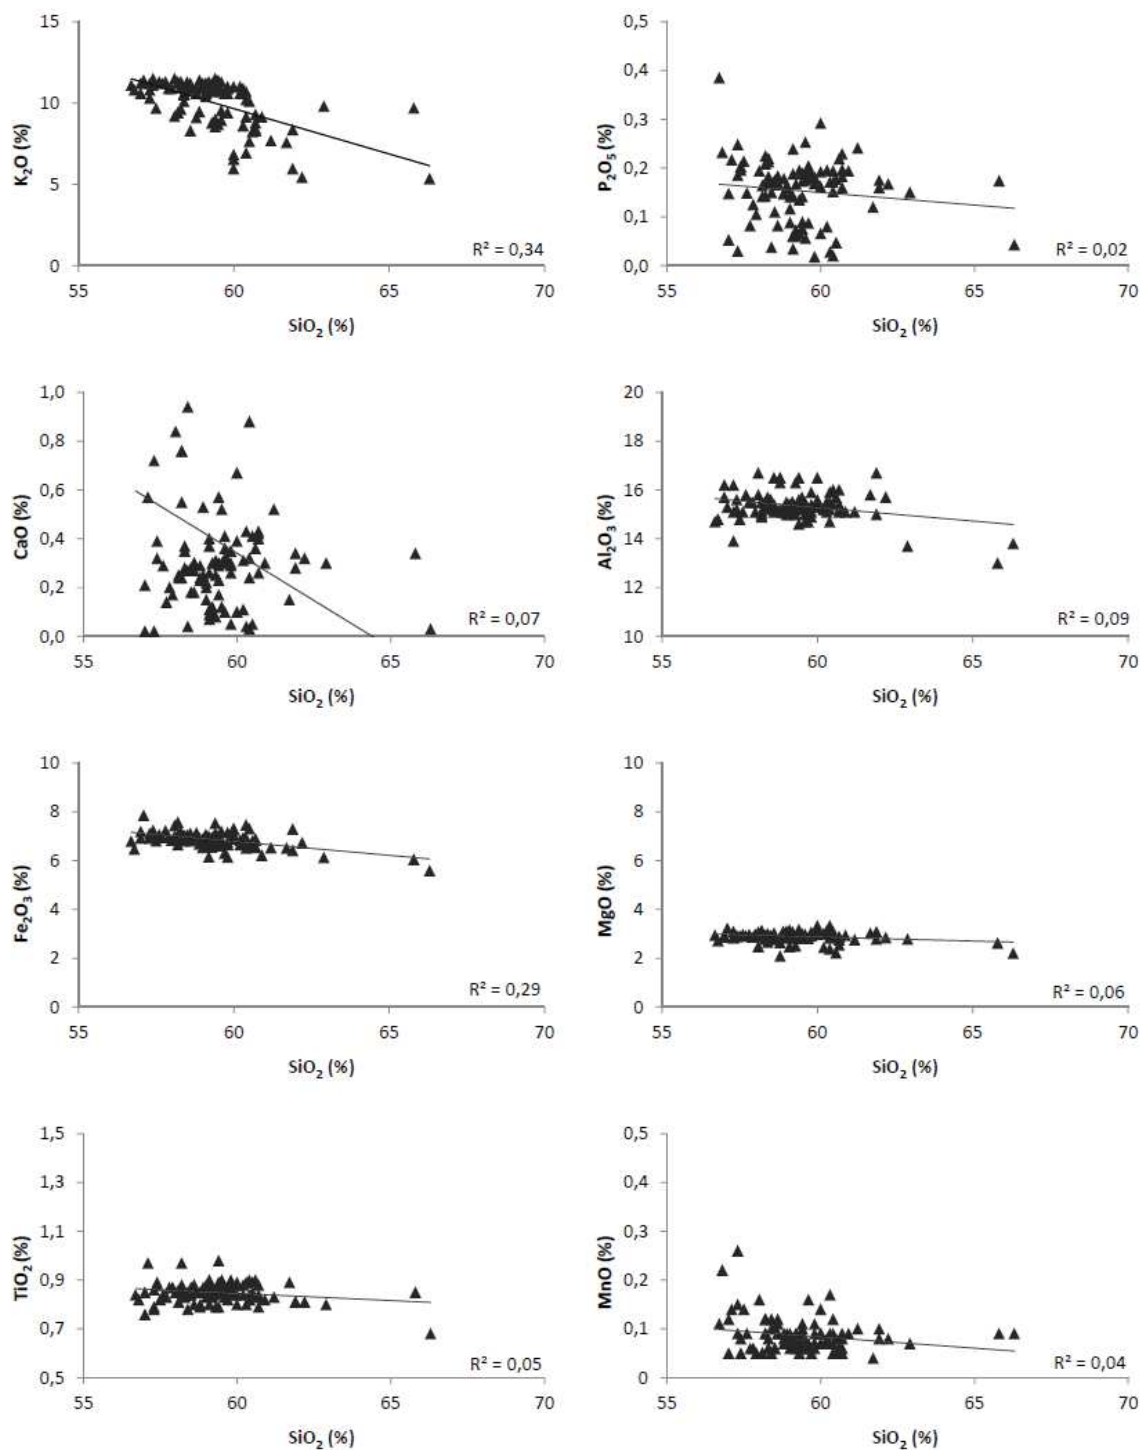 15
10
5
0
K₂O (%)
R² = 0,34
55 60 65 70
SiO₂ (%)
0,5
0,4
0,3
0,2
0,1
0,0
P₂O₅ (%)
R² = 0,02
55 60 65 70
SiO₂ (%)
1,0
0,8
0,6
0,4
0,2
0,0
CaO (%)
R² = 0,07
55 60 65 70
SiO₂ (%)
20
18
16
14
12
10
Al₂O₃ (%)
R² = 0,09
55 60 65 70
SiO₂ (%)
10
8
6
4
2
0
Fe₂O₃ (%)
R² = 0,29
55 60 65 70
SiO₂ (%)
10
8
6
4
2
0
MgO (%)
R² = 0,06
55 60 65 70
SiO₂ (%)
1,5
1,3
1,1
0,9
0,7
0,5
TiO₂ (%)
R² = 0,05
55 60 65 70
SiO₂ (%)
0,5
0,4
0,3
0,2
0,1
0
MnO (%)
R² = 0,04
55 60 65 70
SiO₂ (%)